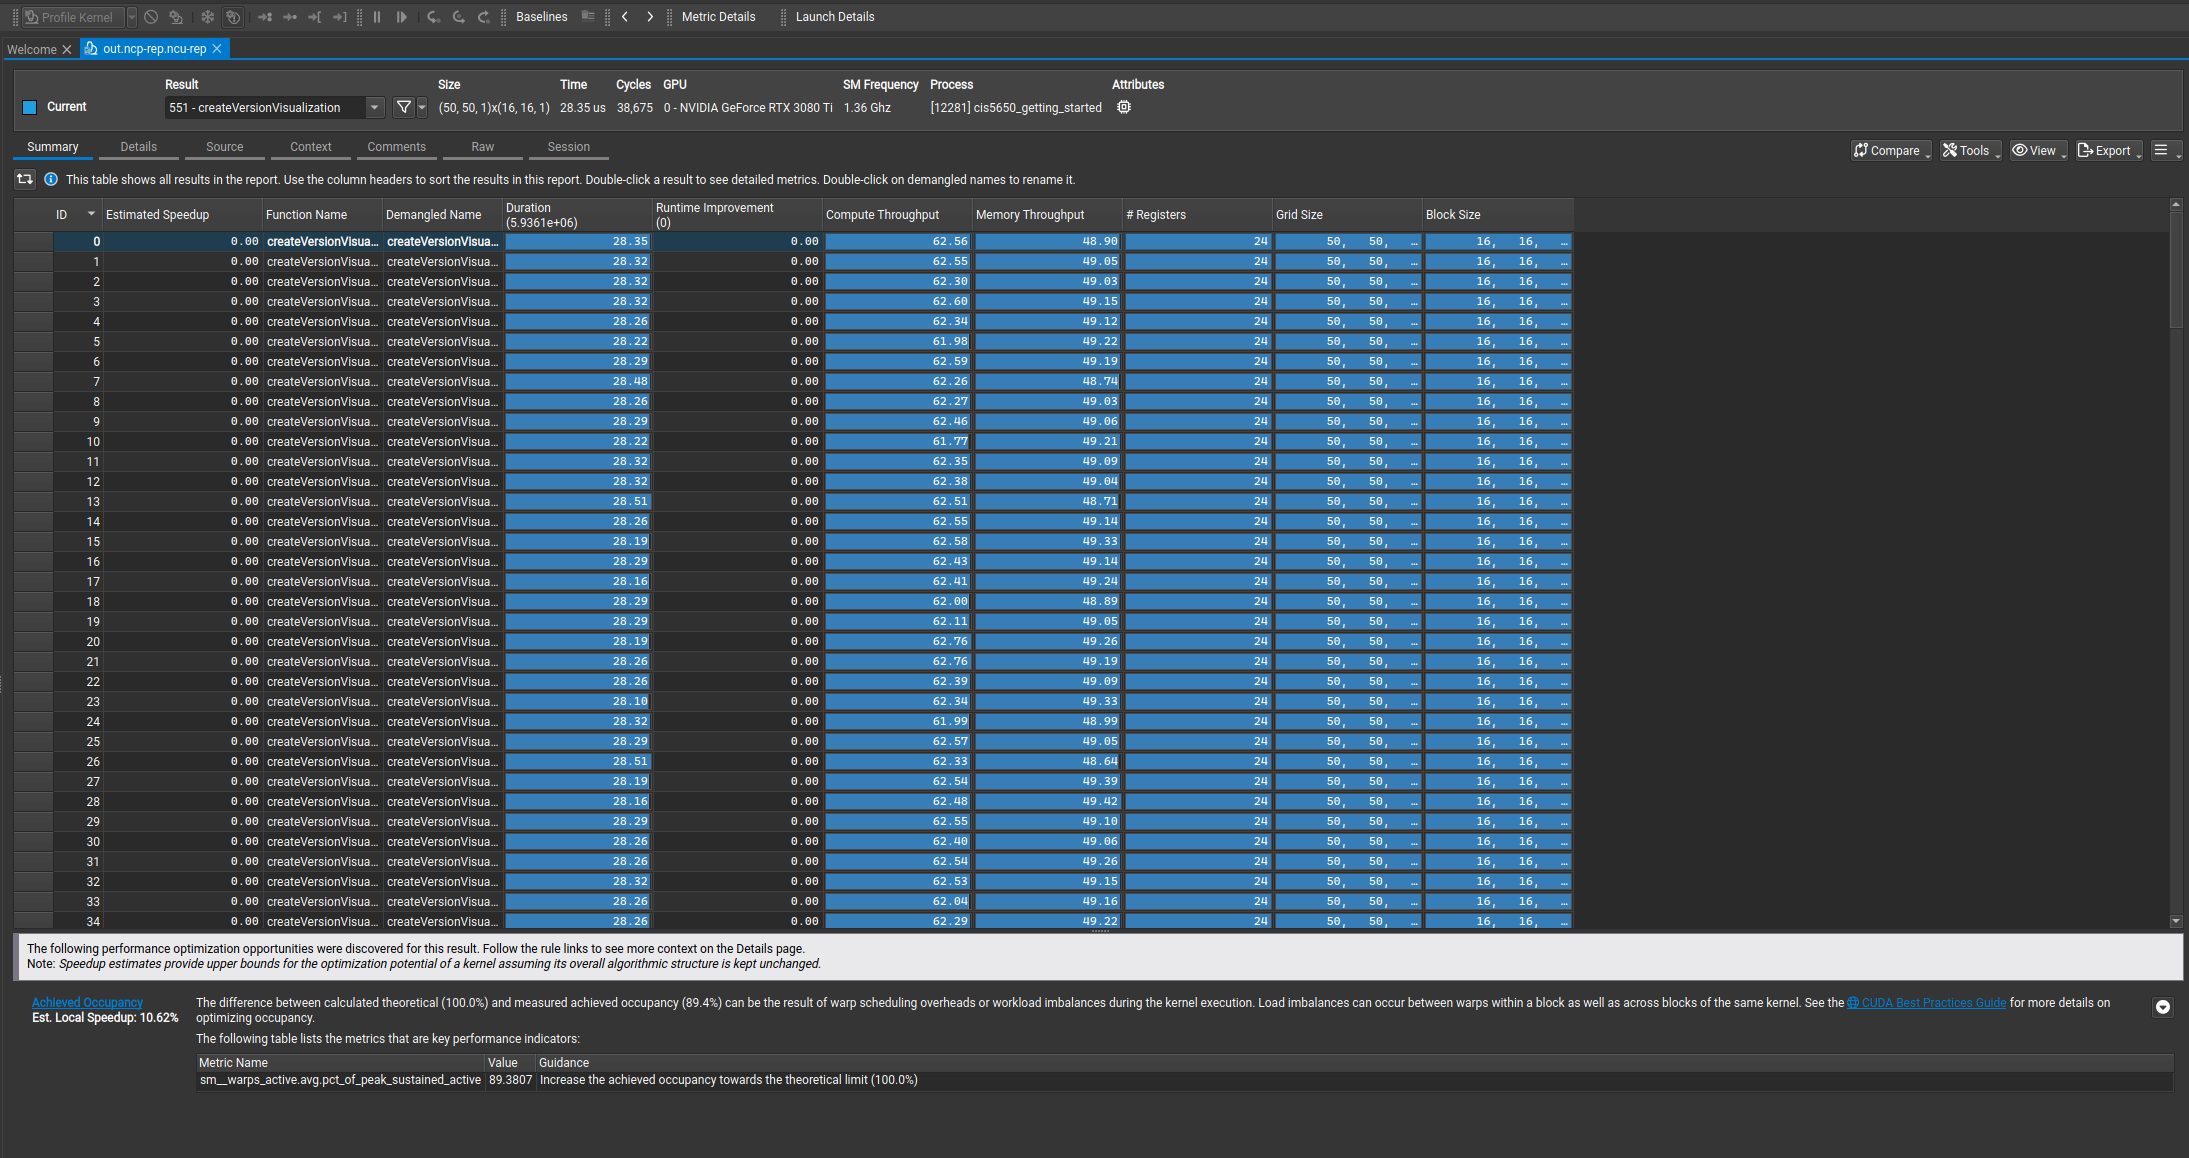 Profile Kernel Baselines Metric Details Launch Details
Welcome out.ncp-rep.ncu-rep
Result Size Time Cycles GPU SM Frequency Process Attributes
Current 551 - createVersionVisualization (50, 50, 1)x(16, 16, 1) 28.35 us 38,675 0 - NVIDIA GeForce RTX 3080 Ti 1.36 Ghz [12281] cis5650_getting_started
Summary Details Source Context Comments Raw Session Compare Tools View Export
This table shows all results in the report. Use the column headers to sort the results in this report. Double-click a result to see detailed metrics. Double-click on demangled names to rename it.
ID Estimated Speedup Function Name Demangled Name Duration (5.9361e+06) Runtime Improvement (0) Compute Throughput Memory Throughput # Registers Grid Size Block Size
0 0.00 createVersionVisua... createVersionVisua... 28.35 0.00 62.56 48.90 24 50, 50, … 16, 16, …
1 0.00 createVersionVisua... createVersionVisua... 28.32 0.00 62.55 49.05 24 50, 50, … 16, 16, …
2 0.00 createVersionVisua... createVersionVisua... 28.32 0.00 62.30 49.03 24 50, 50, … 16, 16, …
3 0.00 createVersionVisua... createVersionVisua... 28.32 0.00 62.60 49.15 24 50, 50, … 16, 16, …
4 0.00 createVersionVisua... createVersionVisua... 28.26 0.00 62.34 49.12 24 50, 50, … 16, 16, …
5 0.00 createVersionVisua... createVersionVisua... 28.22 0.00 61.98 49.22 24 50, 50, … 16, 16, …
6 0.00 createVersionVisua... createVersionVisua... 28.29 0.00 62.59 49.19 24 50, 50, … 16, 16, …
7 0.00 createVersionVisua... createVersionVisua... 28.48 0.00 62.26 48.74 24 50, 50, … 16, 16, …
8 0.00 createVersionVisua... createVersionVisua... 28.26 0.00 62.27 49.03 24 50, 50, … 16, 16, …
9 0.00 createVersionVisua... createVersionVisua... 28.29 0.00 62.46 49.06 24 50, 50, … 16, 16, …
10 0.00 createVersionVisua... createVersionVisua... 28.22 0.00 61.77 49.21 24 50, 50, … 16, 16, …
11 0.00 createVersionVisua... createVersionVisua... 28.32 0.00 62.35 49.09 24 50, 50, … 16, 16, …
12 0.00 createVersionVisua... createVersionVisua... 28.32 0.00 62.38 49.04 24 50, 50, … 16, 16, …
13 0.00 createVersionVisua... createVersionVisua... 28.51 0.00 62.51 48.71 24 50, 50, … 16, 16, …
14 0.00 createVersionVisua... createVersionVisua... 28.26 0.00 62.55 49.14 24 50, 50, … 16, 16, …
15 0.00 createVersionVisua... createVersionVisua... 28.19 0.00 62.58 49.33 24 50, 50, … 16, 16, …
16 0.00 createVersionVisua... createVersionVisua... 28.29 0.00 62.43 49.14 24 50, 50, … 16, 16, …
17 0.00 createVersionVisua... createVersionVisua... 28.16 0.00 62.41 49.24 24 50, 50, … 16, 16, …
18 0.00 createVersionVisua... createVersionVisua... 28.29 0.00 62.00 48.89 24 50, 50, … 16, 16, …
19 0.00 createVersionVisua... createVersionVisua... 28.29 0.00 62.11 49.05 24 50, 50, … 16, 16, …
20 0.00 createVersionVisua... createVersionVisua... 28.19 0.00 62.76 49.26 24 50, 50, … 16, 16, …
21 0.00 createVersionVisua... createVersionVisua... 28.26 0.00 62.76 49.19 24 50, 50, … 16, 16, …
22 0.00 createVersionVisua... createVersionVisua... 28.26 0.00 62.39 49.09 24 50, 50, … 16, 16, …
23 0.00 createVersionVisua... createVersionVisua... 28.10 0.00 62.34 49.33 24 50, 50, … 16, 16, …
24 0.00 createVersionVisua... createVersionVisua... 28.32 0.00 61.99 48.99 24 50, 50, … 16, 16, …
25 0.00 createVersionVisua... createVersionVisua... 28.29 0.00 62.57 49.05 24 50, 50, … 16, 16, …
26 0.00 createVersionVisua... createVersionVisua... 28.51 0.00 62.33 48.64 24 50, 50, … 16, 16, …
27 0.00 createVersionVisua... createVersionVisua... 28.19 0.00 62.54 49.39 24 50, 50, … 16, 16, …
28 0.00 createVersionVisua... createVersionVisua... 28.16 0.00 62.48 49.42 24 50, 50, … 16, 16, …
29 0.00 createVersionVisua... createVersionVisua... 28.29 0.00 62.55 49.10 24 50, 50, … 16, 16, …
30 0.00 createVersionVisua... createVersionVisua... 28.26 0.00 62.40 49.06 24 50, 50, … 16, 16, …
31 0.00 createVersionVisua... createVersionVisua... 28.26 0.00 62.54 49.26 24 50, 50, … 16, 16, …
32 0.00 createVersionVisua... createVersionVisua... 28.32 0.00 62.53 49.15 24 50, 50, … 16, 16, …
33 0.00 createVersionVisua... createVersionVisua... 28.26 0.00 62.04 49.16 24 50, 50, … 16, 16, …
34 0.00 createVersionVisua... createVersionVisua... 28.26 0.00 62.29 49.22 24 50, 50, … 16, 16, …
The following performance optimization opportunities were discovered for this result. Follow the rule links to see more context on the Details page.
Note: Speedup estimates provide upper bounds for the optimization potential of a kernel assuming its overall algorithmic structure is kept unchanged.
Achieved Occupancy
Est. Local Speedup: 10.62%
The difference between calculated theoretical (100.0%) and measured achieved occupancy (89.4%) can be the result of warp scheduling overheads or workload imbalances during the kernel execution. Load imbalances can occur between warps within a block as well as across blocks of the same kernel. See the CUDA Best Practices Guide for more details on
optimizing occupancy.
The following table lists the metrics that are key performance indicators:
Metric Name Value Guidance
sm__warps_active.avg.pct_of_peak_sustained_active 89.3807 Increase the achieved occupancy towards the theoretical limit (100.0%)